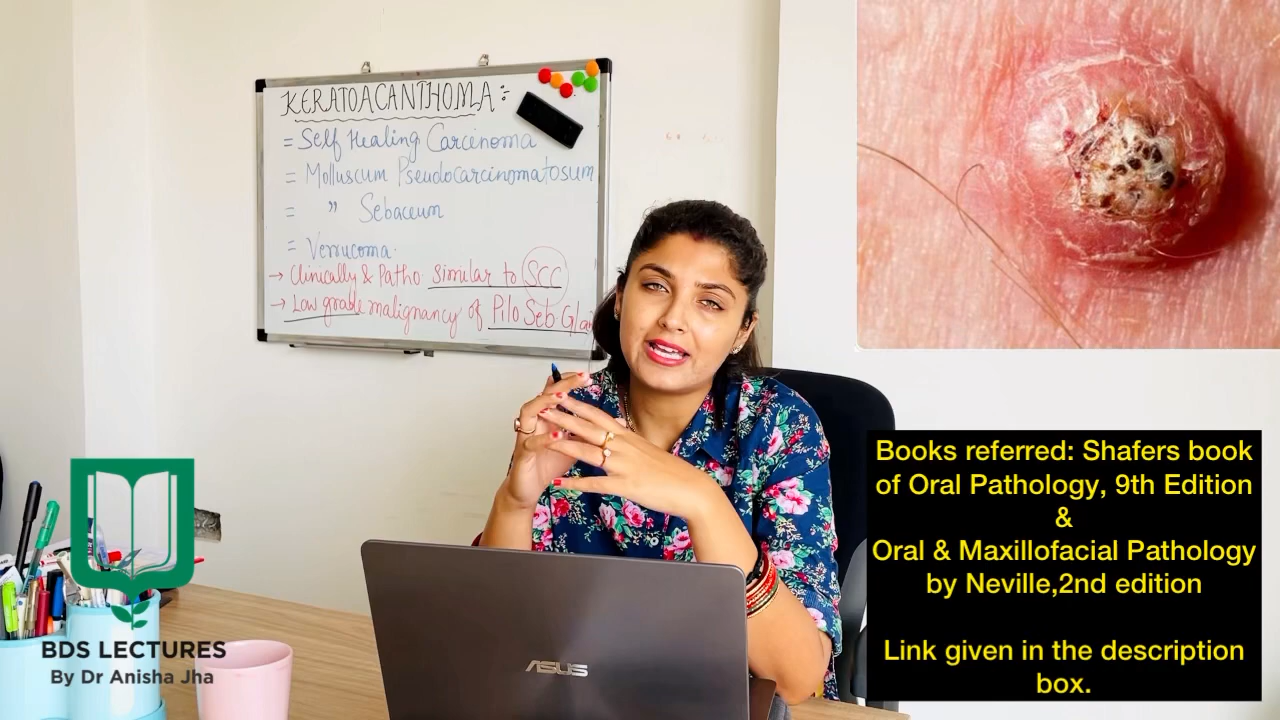 KERATOACANTHOMA :-
= Self Healing Carcinoma
= Molluscum Pseudocarcinomatosum
= " Sebaceum
= Verrucoma.
→ Clinically & Patho. similar to SCC
→ Low grade malignancy of Pilo Seb. Glan
ASUS
BDS LECTURES
By Dr Anisha Jha
Books referred: Shafers book
of Oral Pathology, 9th Edition
&
Oral & Maxillofacial Pathology
by Neville,2nd edition
Link given in the description
box.